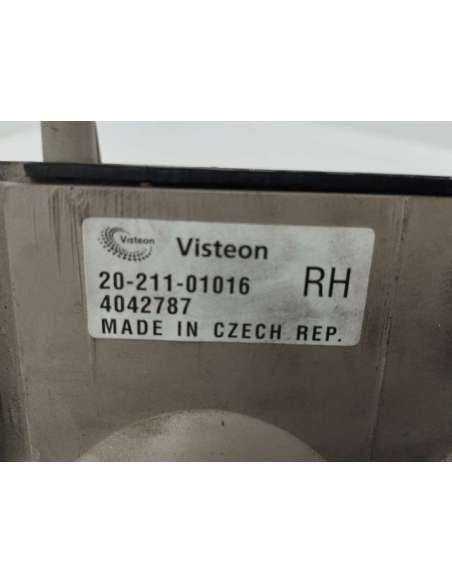 Visteon Visteon
20-211-01016 RH
4042787
MADE IN CZECH REP.